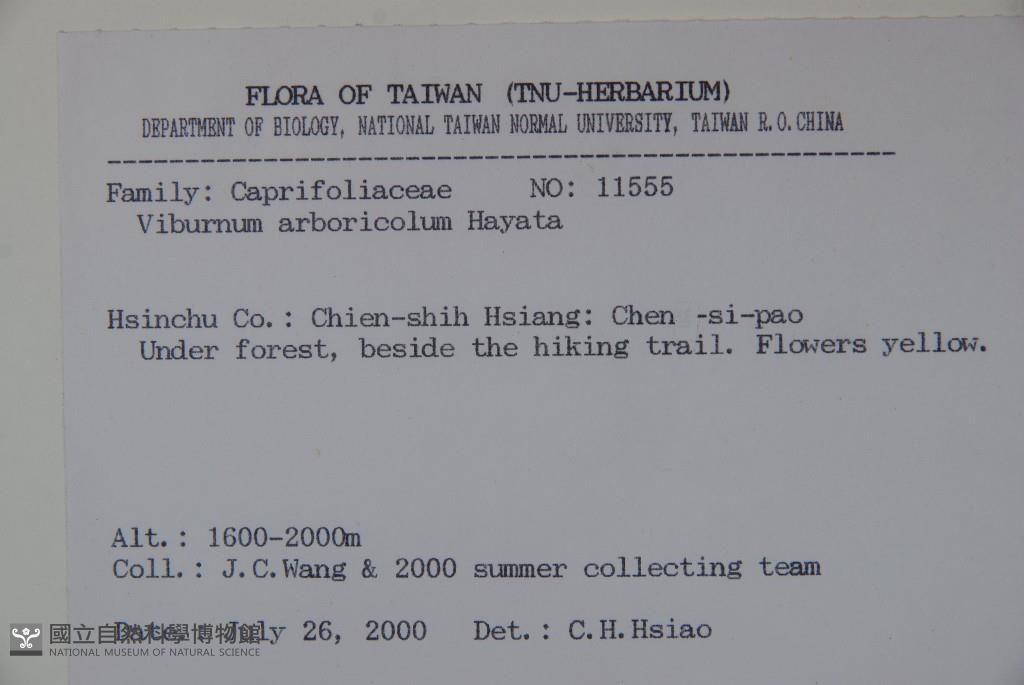 FLORA OF TAIWAN (TNU-HERBARIUM)
DEPARTMENT OF BIOLOGY, NATIONAL TAIWAN NORMAL UNIVERSITY, TAIWAN R.O.CHINA
Family: Caprifoliaceae NO: 11555
Viburnum arboricolum Hayata
Hsinchu Co.: Chien-shih Hsiang: Chen -si-pao
Under forest, beside the hiking trail. Flowers yellow.
Alt.: 1600-2000m
Coll.: J.C.Wang & 2000 summer collecting team
Date.: July 26, 2000 Det.: C.H.Hsiao
國立自然科學博物館
NATIONAL MUSEUM OF NATURAL SCIENCE